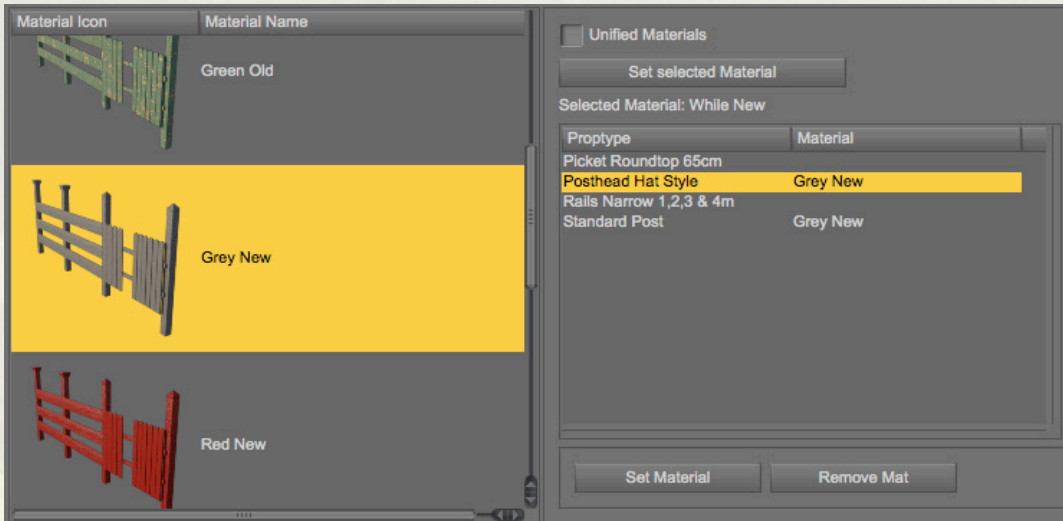 Material Icon Material Name
Green Old
Grey New
Red New
Unified Materials
Set selected Material
Selected Material: While New
Proptype Material
Picket Roundtop 65cm
Posthead Hat Style Grey New
Rails Narrow 1,2,3 & 4m
Standard Post Grey New
Set Material Remove Mat